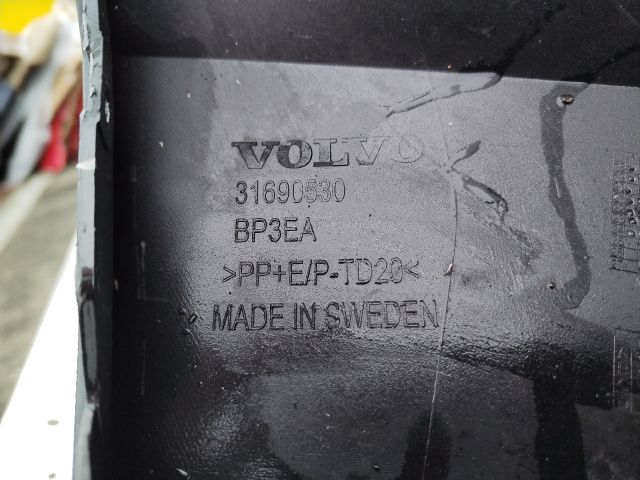 VOLVO
31690530
BP3EA
>PP+E/P-TD20<
MADE IN SWEDEN